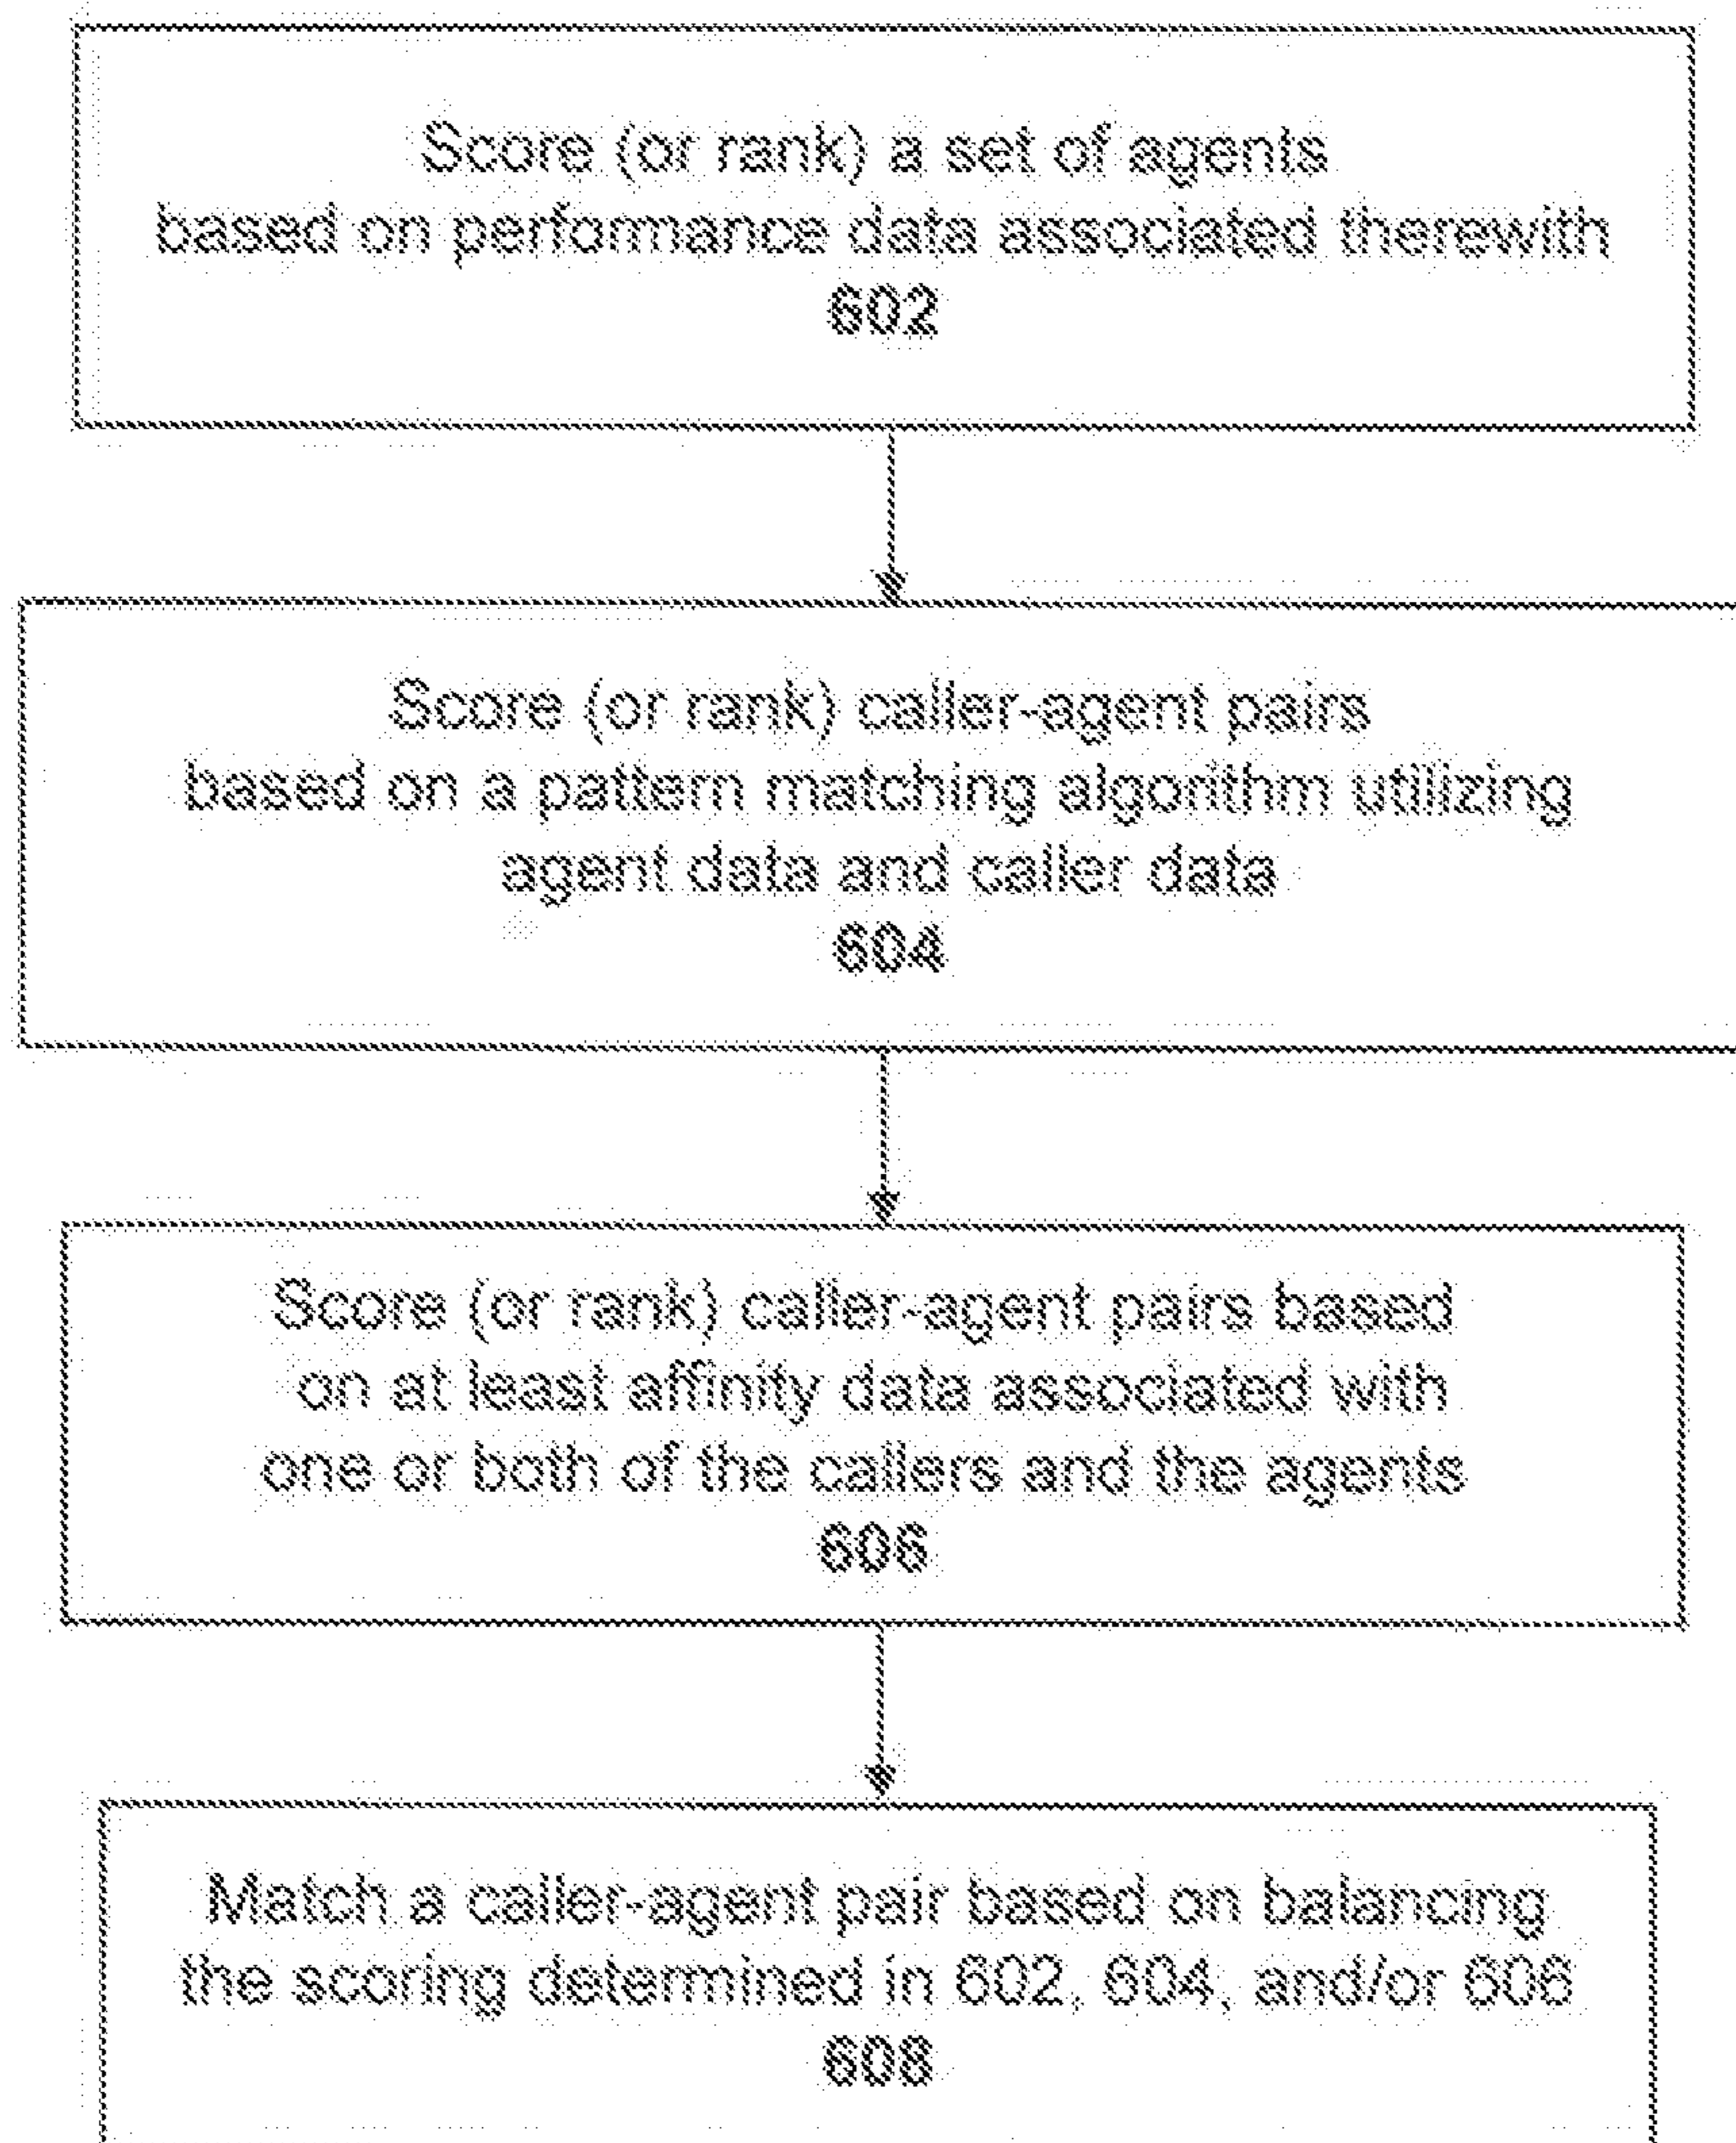 Score (or rank) a set of agents
based on performance data associated therewith
602
Score (or rank) caller-agent pairs
based on a pattern matching algorithm utilizing
agent data and caller data
604
Score (or rank) caller-agent pairs based
on at least affinity data associated with
one or both of the callers and the agents
606
Match a caller-agent pair based on balancing
the scoring determined in 602, 604, and/or 606
608